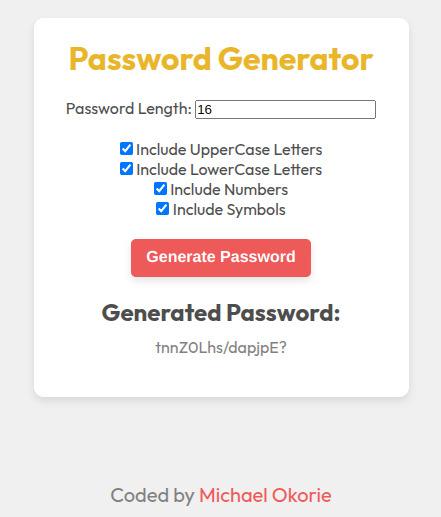 Password Generator
Password Length: 16
Include UpperCase Letters
Include LowerCase Letters
Include Numbers
Include Symbols
Generate Password
Generated Password:
tnnZ0Lhs/dapjpE?
Coded by Michael Okorie